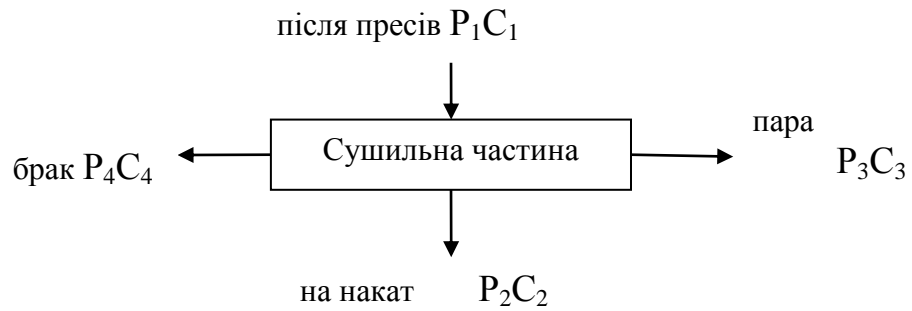 після пресів P₁C₁
пара
Сушильна частина
брак P₄C₄
P₃C₃
на накат P₂C₂